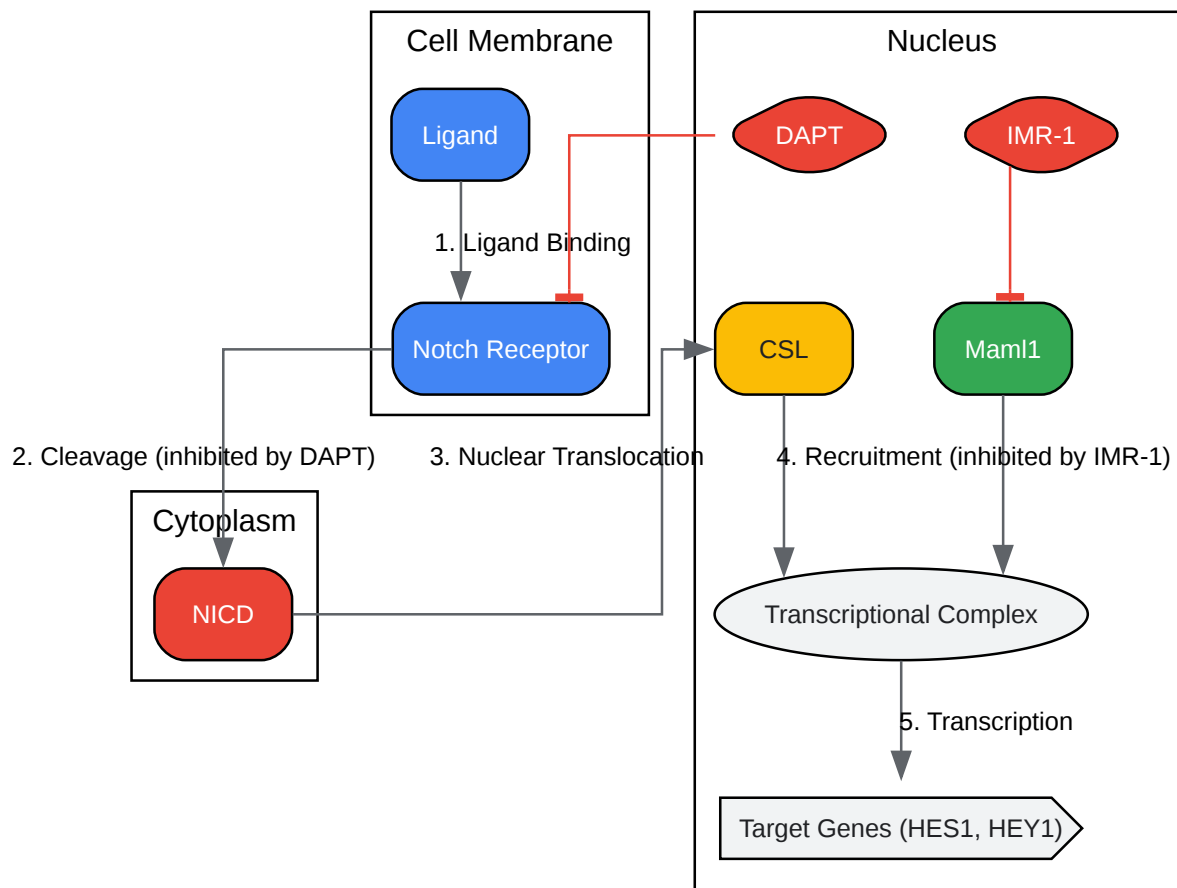 Cell Membrane
Nucleus
Ligand
DAPT
IMR-1
1. Ligand Binding
Notch Receptor
CSL
Maml1
2. Cleavage (inhibited by DAPT)
3. Nuclear Translocation
4. Recruitment (inhibited by IMR-1)
Cytoplasm
NICD
Transcriptional Complex
5. Transcription
Target Genes (HES1, HEY1)